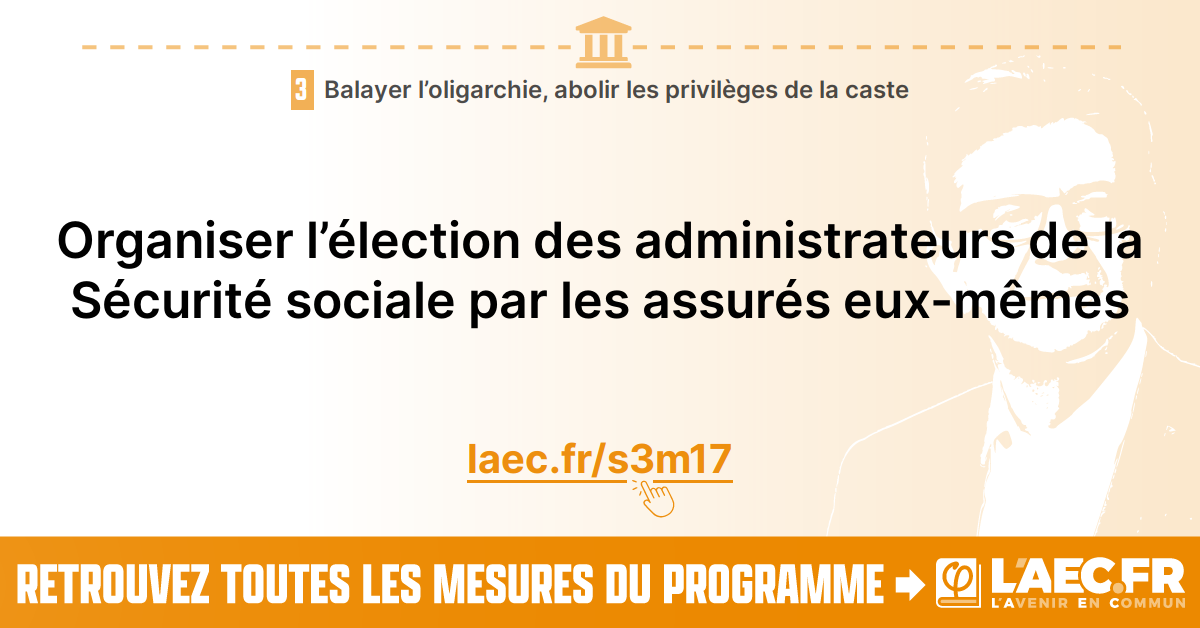 3 Balayer l’oligarchie, abolir les privilèges de la caste
Organiser l’élection des administrateurs de la
Sécurité sociale par les assurés eux-mêmes
laec.fr/s3m17
RETROUVEZ TOUTES LES MESURES DU PROGRAMME
φ L'AEC.FR
L'AVENIR EN COMMUN